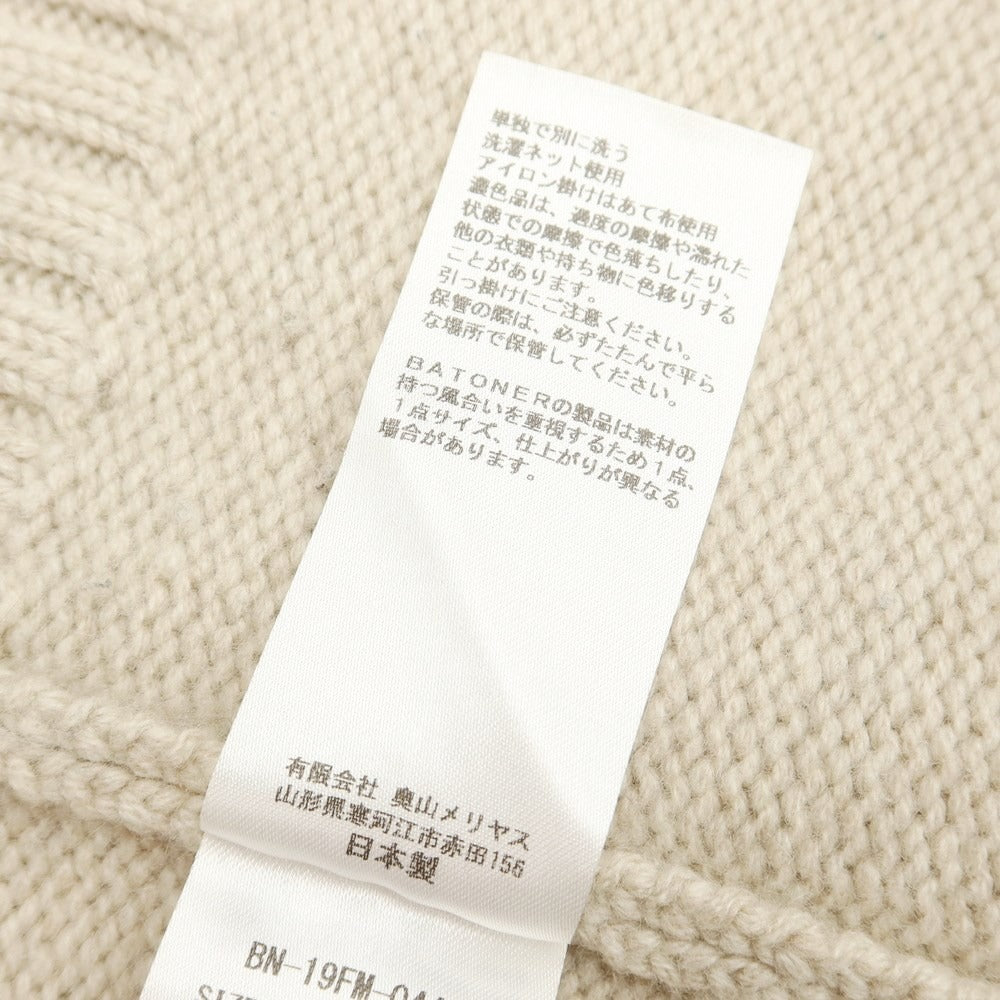 単独で別に洗う
洗濯ネット使用
アイロン掛けはあて布使用
濃色品は、過度の摩擦や濡れた
状態での摩擦で色落ちしたり、
他の衣類や持ち物に色移りする
ことがあります。
引っ掛けにご注意ください。
保管の際は、必ずたたんで平ら
な場所で保管してください。
BATONERの製品は素材の
持つ風合いを重視するため1点、
1点サイズ、仕上がりが異なる
場合があります。
有限会社 奥山メリヤス
山形県寒河江市赤田156
日本製
BN-19FM-044
SIZE